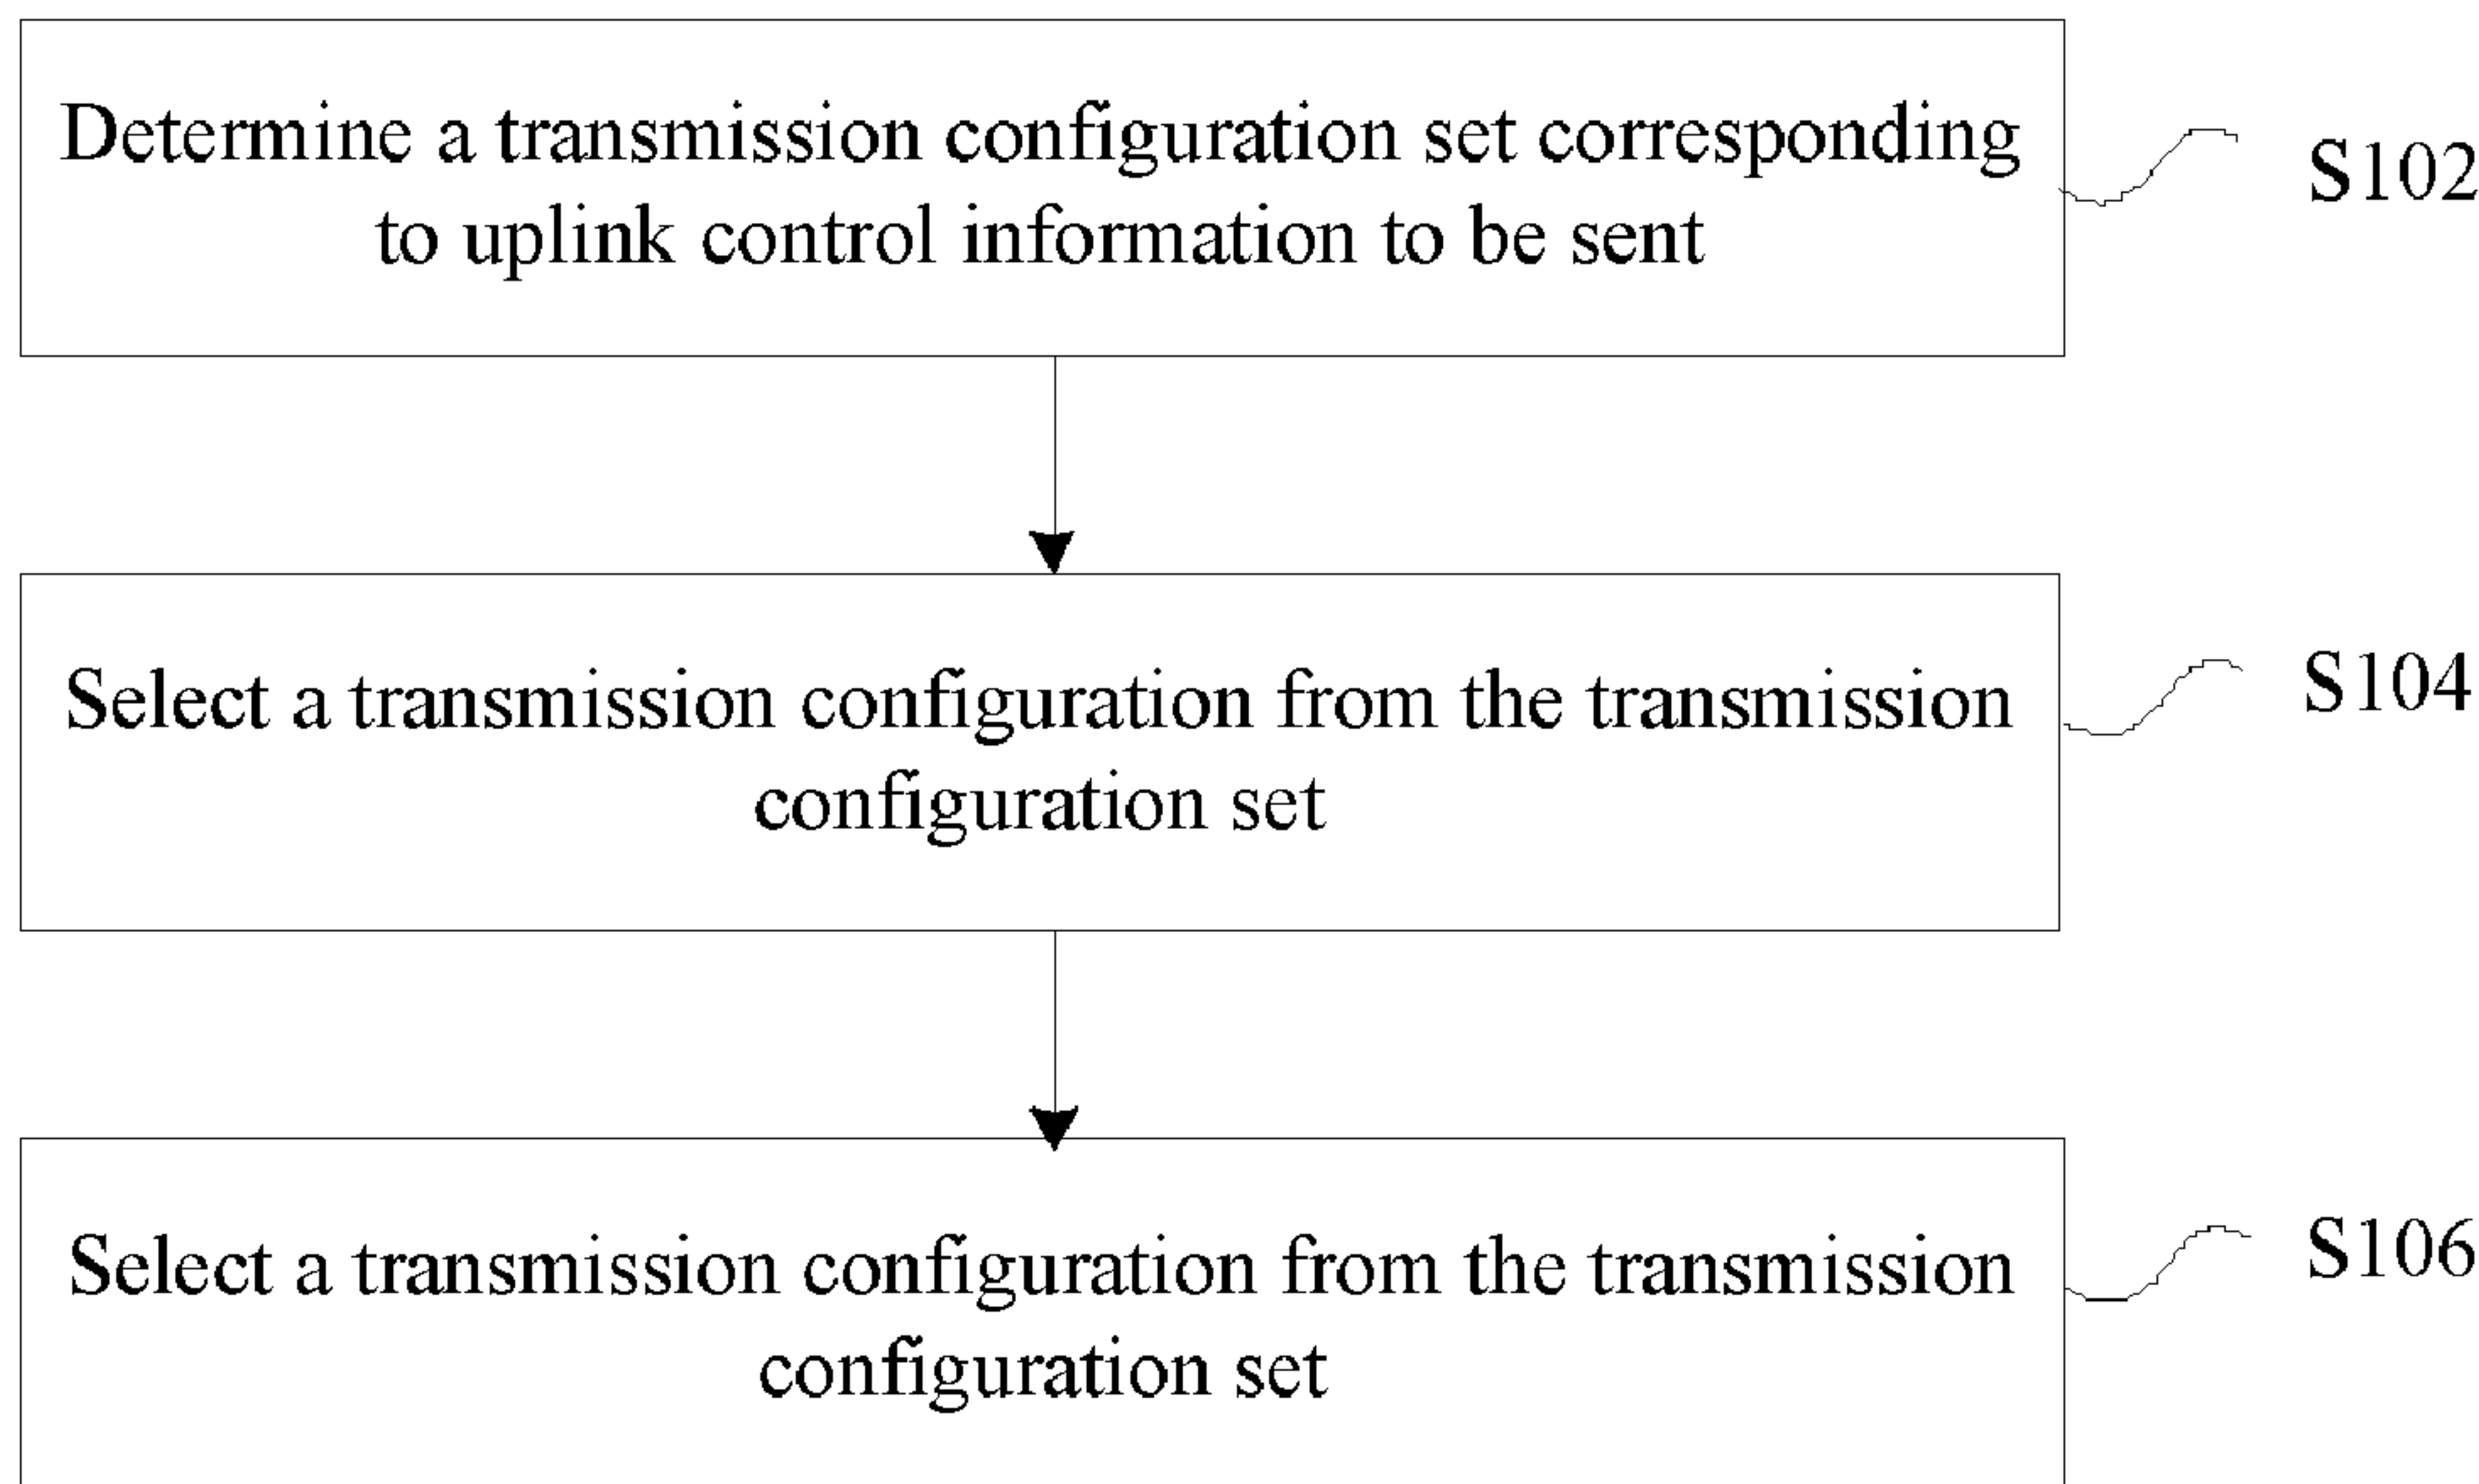 Determine a transmission configuration set corresponding
to uplink control information to be sent
S102
Select a transmission configuration from the transmission
configuration set
S104
Select a transmission configuration from the transmission
configuration set
S106